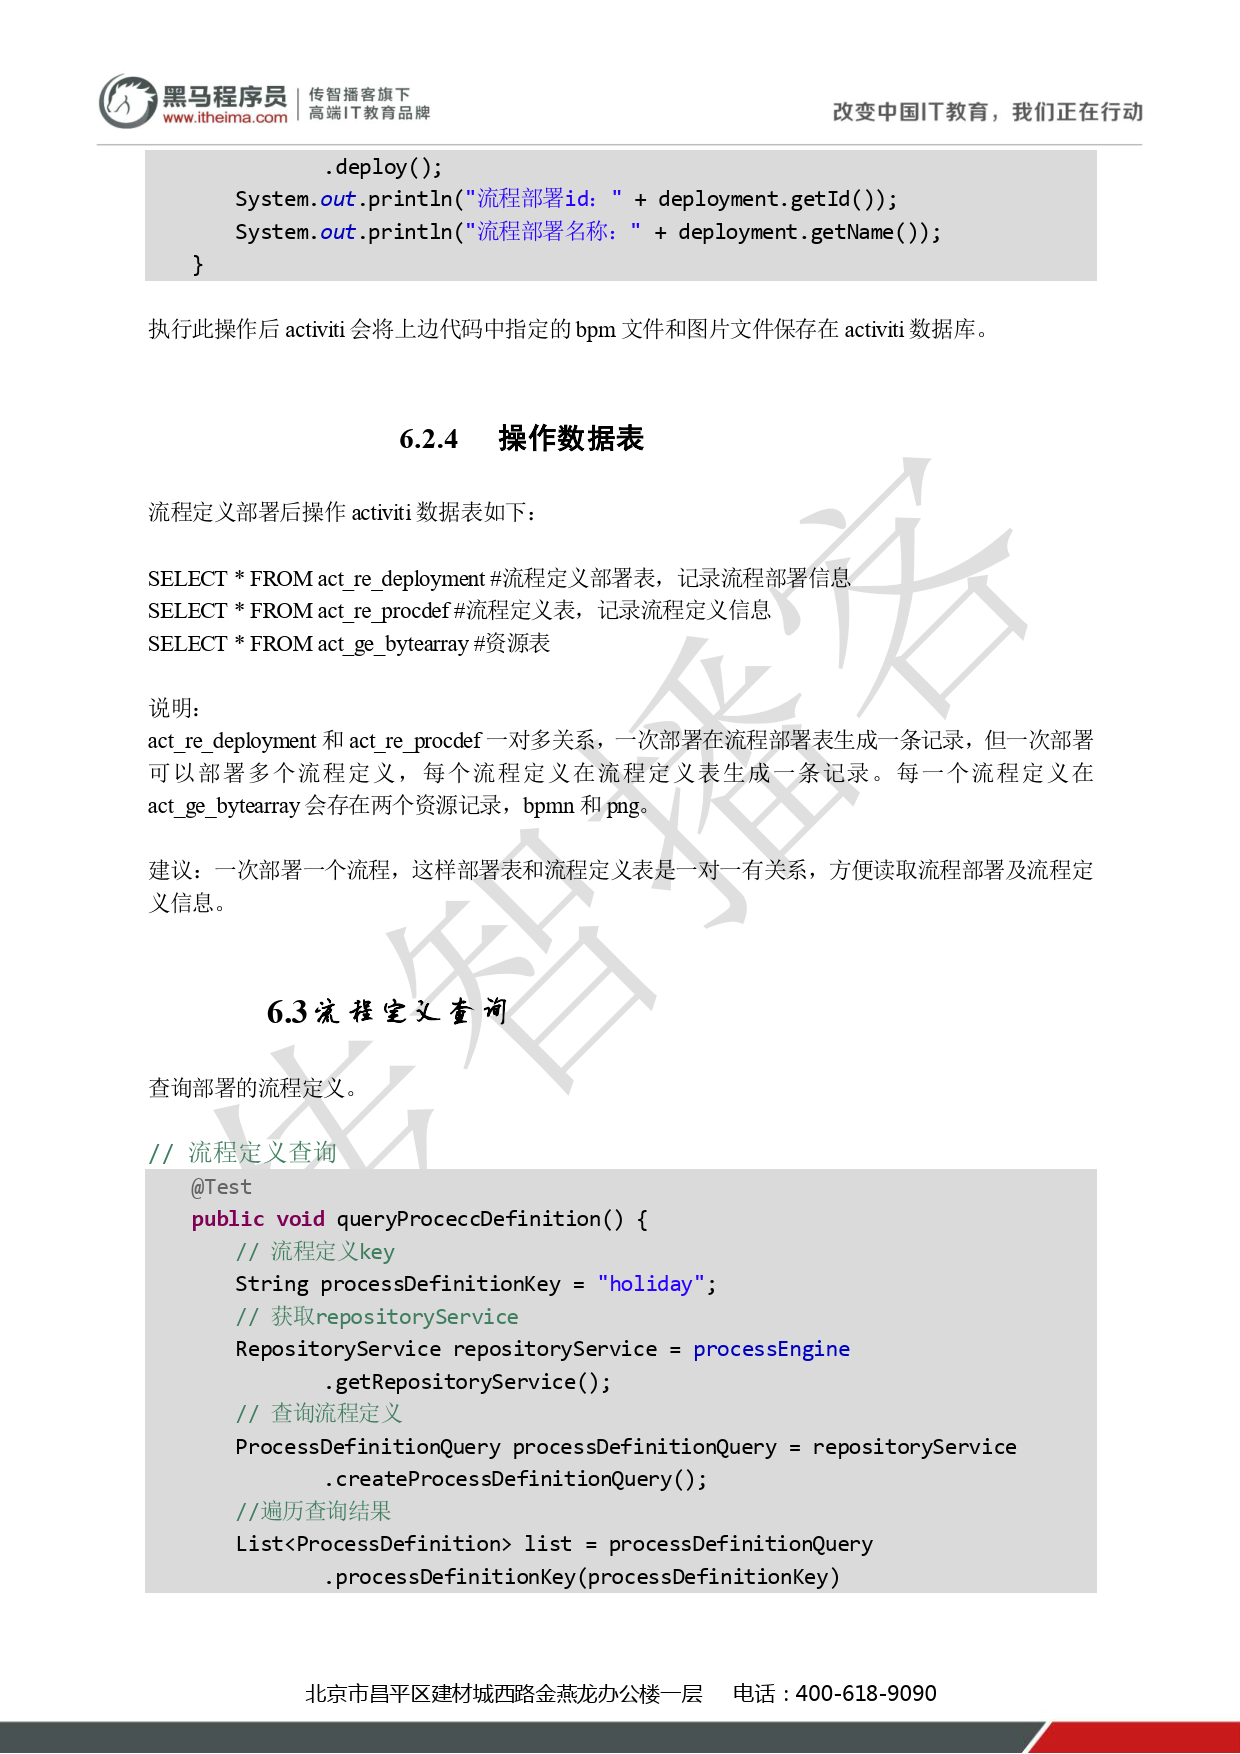 黑马程序员
www.itheima.com
传智播客旗下
高端IT教育品牌
改变中国IT教育，我们正在行动
.deploy();
System.out.println("流程部署id：" + deployment.getId());
System.out.println("流程部署名称：" + deployment.getName());
}
执行此操作后 activiti 会将上边代码中指定的 bpm 文件和图片文件保存在 activiti 数据库。
6.2.4 操作数据表
流程定义部署后操作 activiti 数据表如下：
SELECT * FROM act_re_deployment #流程定义部署表，记录流程部署信息
SELECT * FROM act_re_procdef #流程定义表，记录流程定义信息
SELECT * FROM act_ge_bytearray #资源表
说明：
act_re_deployment 和 act_re_procdef 一对多关系，一次部署在流程部署表生成一条记录，但一次部署
可以部署多个流程定义，每个流程定义在流程定义表生成一条记录。每一个流程定义在
act_ge_bytearray 会存在两个资源记录，bpmn 和 png。
建议：一次部署一个流程，这样部署表和流程定义表是一对一有关系，方便读取流程部署及流程定
义信息。
6.3 流程定义查询
查询部署的流程定义。
// 流程定义查询
@Test
public void queryProceccDefinition() {
// 流程定义key
String processDefinitionKey = "holiday";
// 获取repositoryService
RepositoryService repositoryService = processEngine
.getRepositoryService();
// 查询流程定义
ProcessDefinitionQuery processDefinitionQuery = repositoryService
.createProcessDefinitionQuery();
//遍历查询结果
List<ProcessDefinition> list = processDefinitionQuery
.processDefinitionKey(processDefinitionKey)
传智播客
北京市昌平区建材城西路金燕龙办公楼一层 电话：400-618-9090